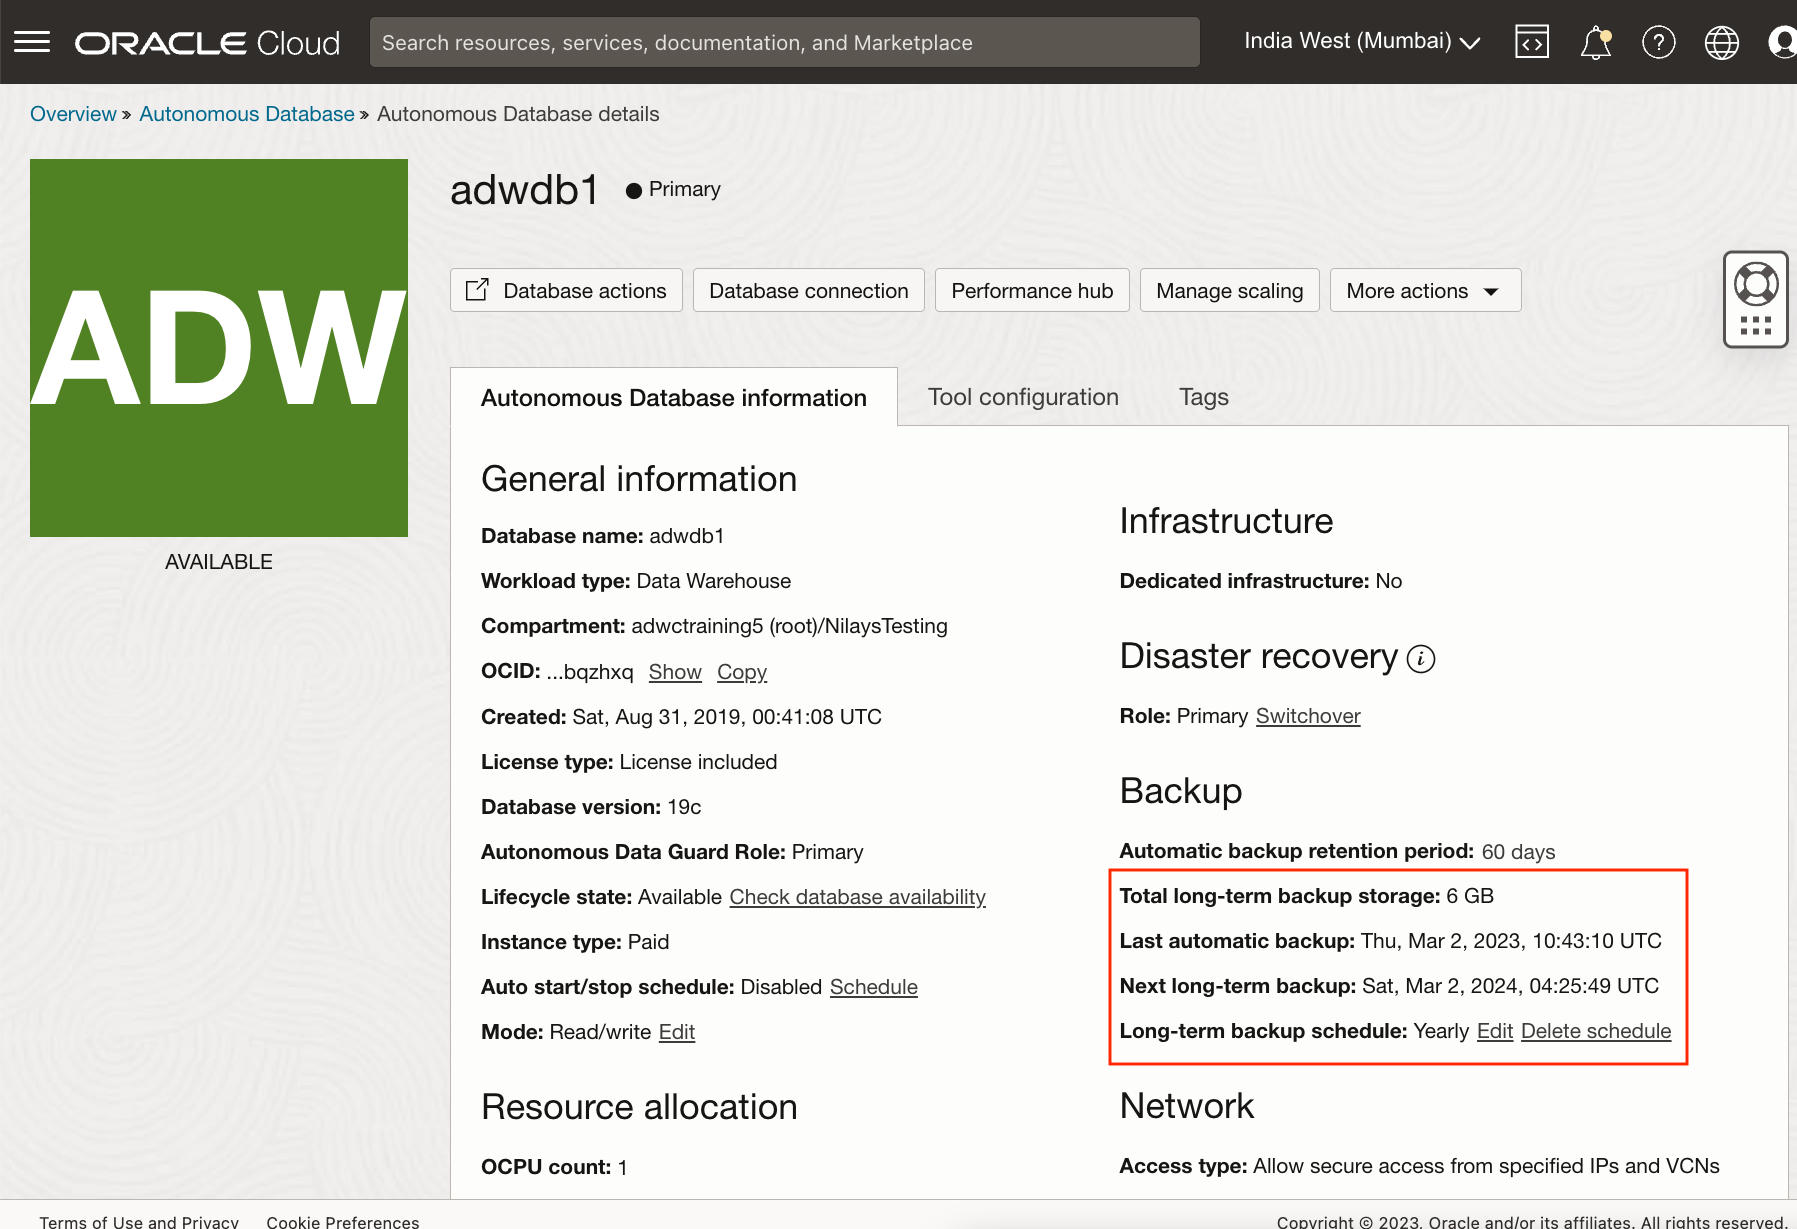 ORACLE Cloud
Search resources, services, documentation, and Marketplace
India West (Mumbai)
Overview » Autonomous Database » Autonomous Database details
ADW
AVAILABLE
adwdb1
Primary
Database actions
Database connection
Performance hub
Manage scaling
More actions
Autonomous Database information
Tool configuration
Tags
General information
Database name: adwdb1
Workload type: Data Warehouse
Compartment: adwctraining5 (root)/NilaysTesting
OCID: ...bqzhxq Show Copy
Created: Sat, Aug 31, 2019, 00:41:08 UTC
License type: License included
Database version: 19c
Autonomous Data Guard Role: Primary
Lifecycle state: Available Check database availability
Instance type: Paid
Auto start/stop schedule: Disabled Schedule
Mode: Read/write Edit
Resource allocation
OCPU count: 1
Infrastructure
Dedicated infrastructure: No
Disaster recovery
Role: Primary Switchover
Backup
Automatic backup retention period: 60 days
Total long-term backup storage: 6 GB
Last automatic backup: Thu, Mar 2, 2023, 10:43:10 UTC
Next long-term backup: Sat, Mar 2, 2024, 04:25:49 UTC
Long-term backup schedule: Yearly Edit Delete schedule
Network
Access type: Allow secure access from specified IPs and VCNs
Terms of Use and Privacy
Cookie Preferences
Copyright © 2023, Oracle and/or its affiliates. All rights reserved.